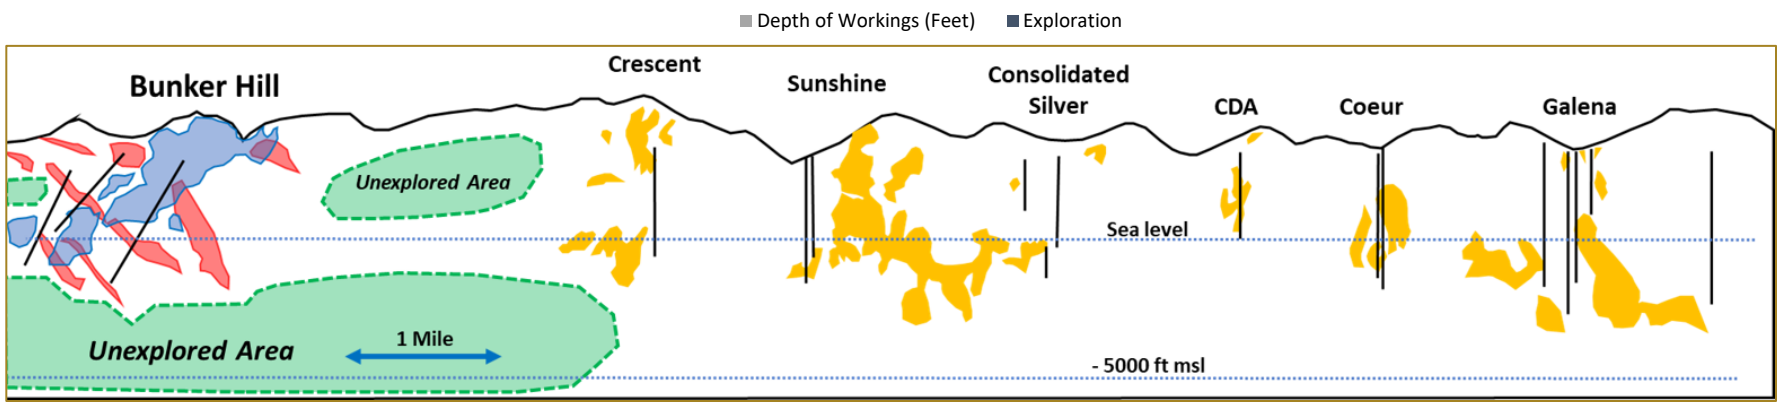 Depth of Workings (Feet) Exploration
Crescent
Bunker Hill
Sunshine
Consolidated
Silver
CDA
Coeur
Galena
Unexplored Area
Sea level
1 Mile
Unexplored Area
- 5000 ft msl